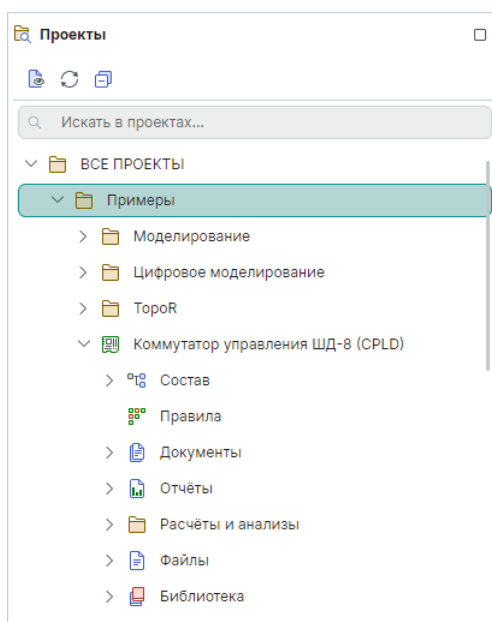 Проекты
Искать в проектах...
ВСЕ ПРОЕКТЫ
Примеры
Моделирование
Цифровое моделирование
TopoR
Коммутатор управления ШД-8 (CPLD)
Состав
Правила
Документы
Отчёты
Расчёты и анализы
Файлы
Библиотека